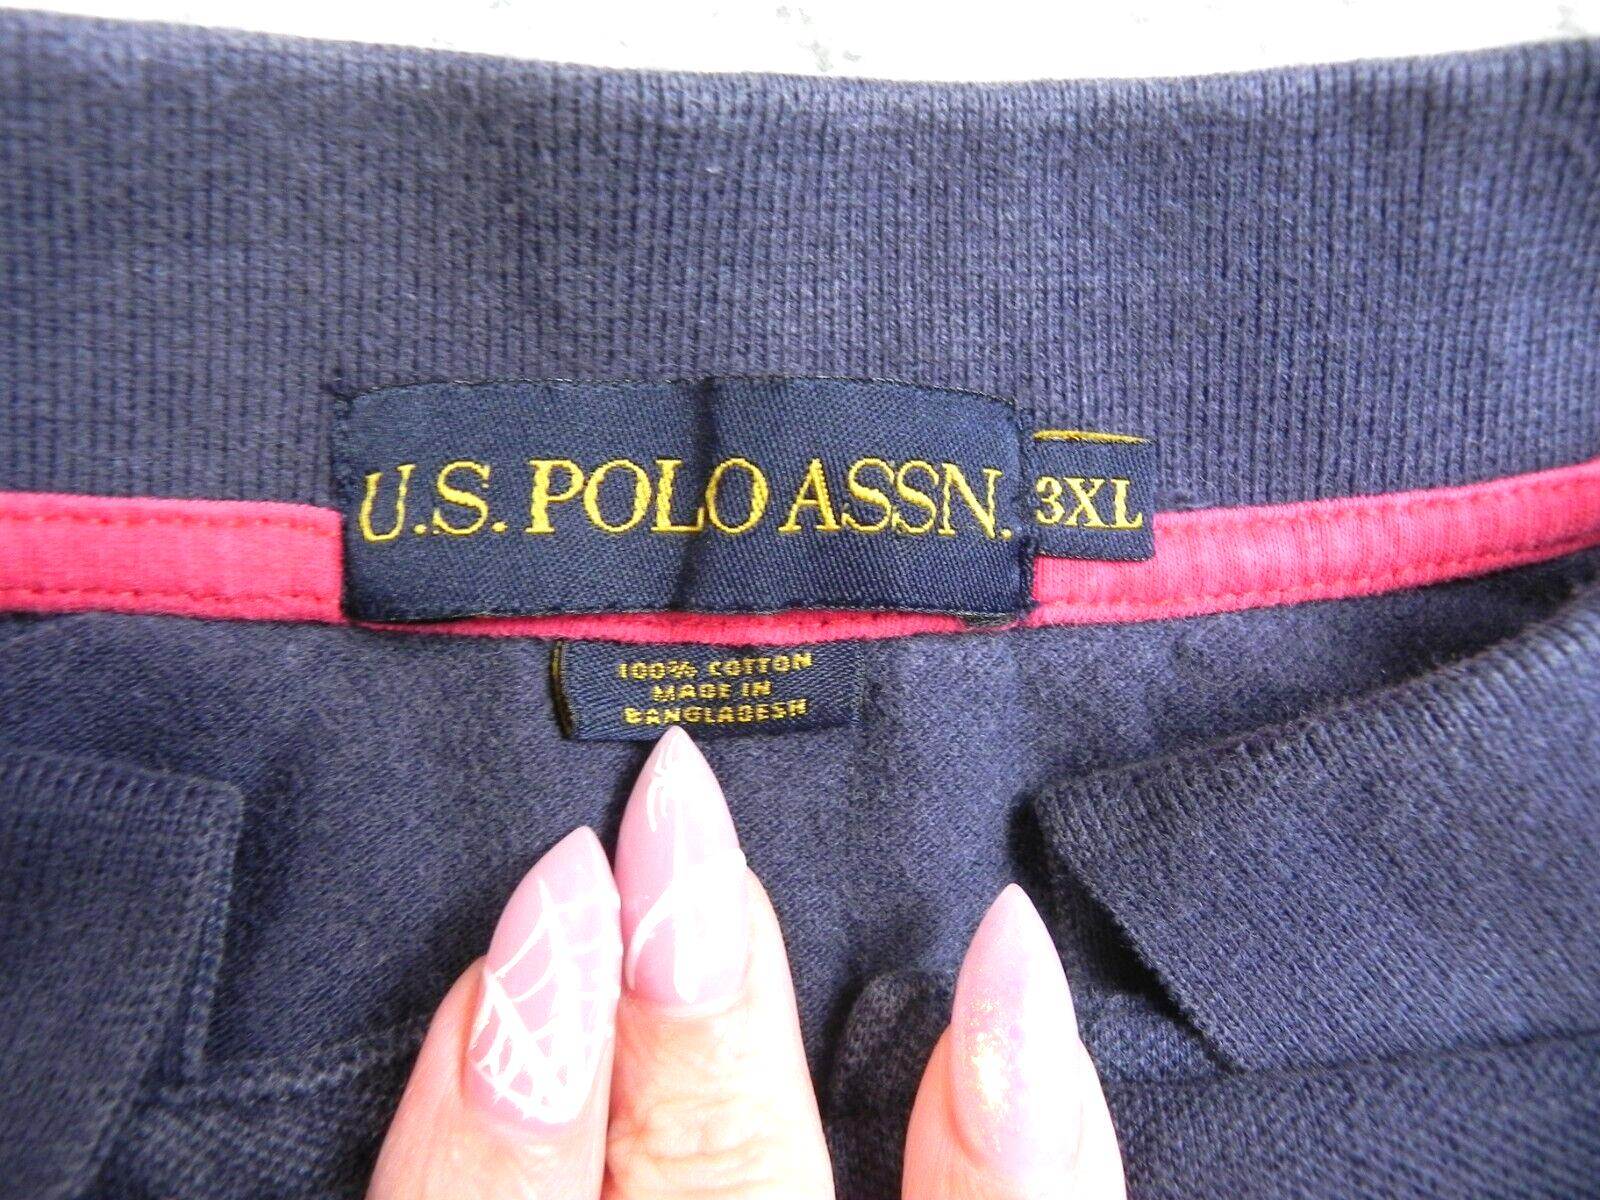 U.S. POLO ASSN.
3XL
100% COTTON
MADE IN
BANGLADESH